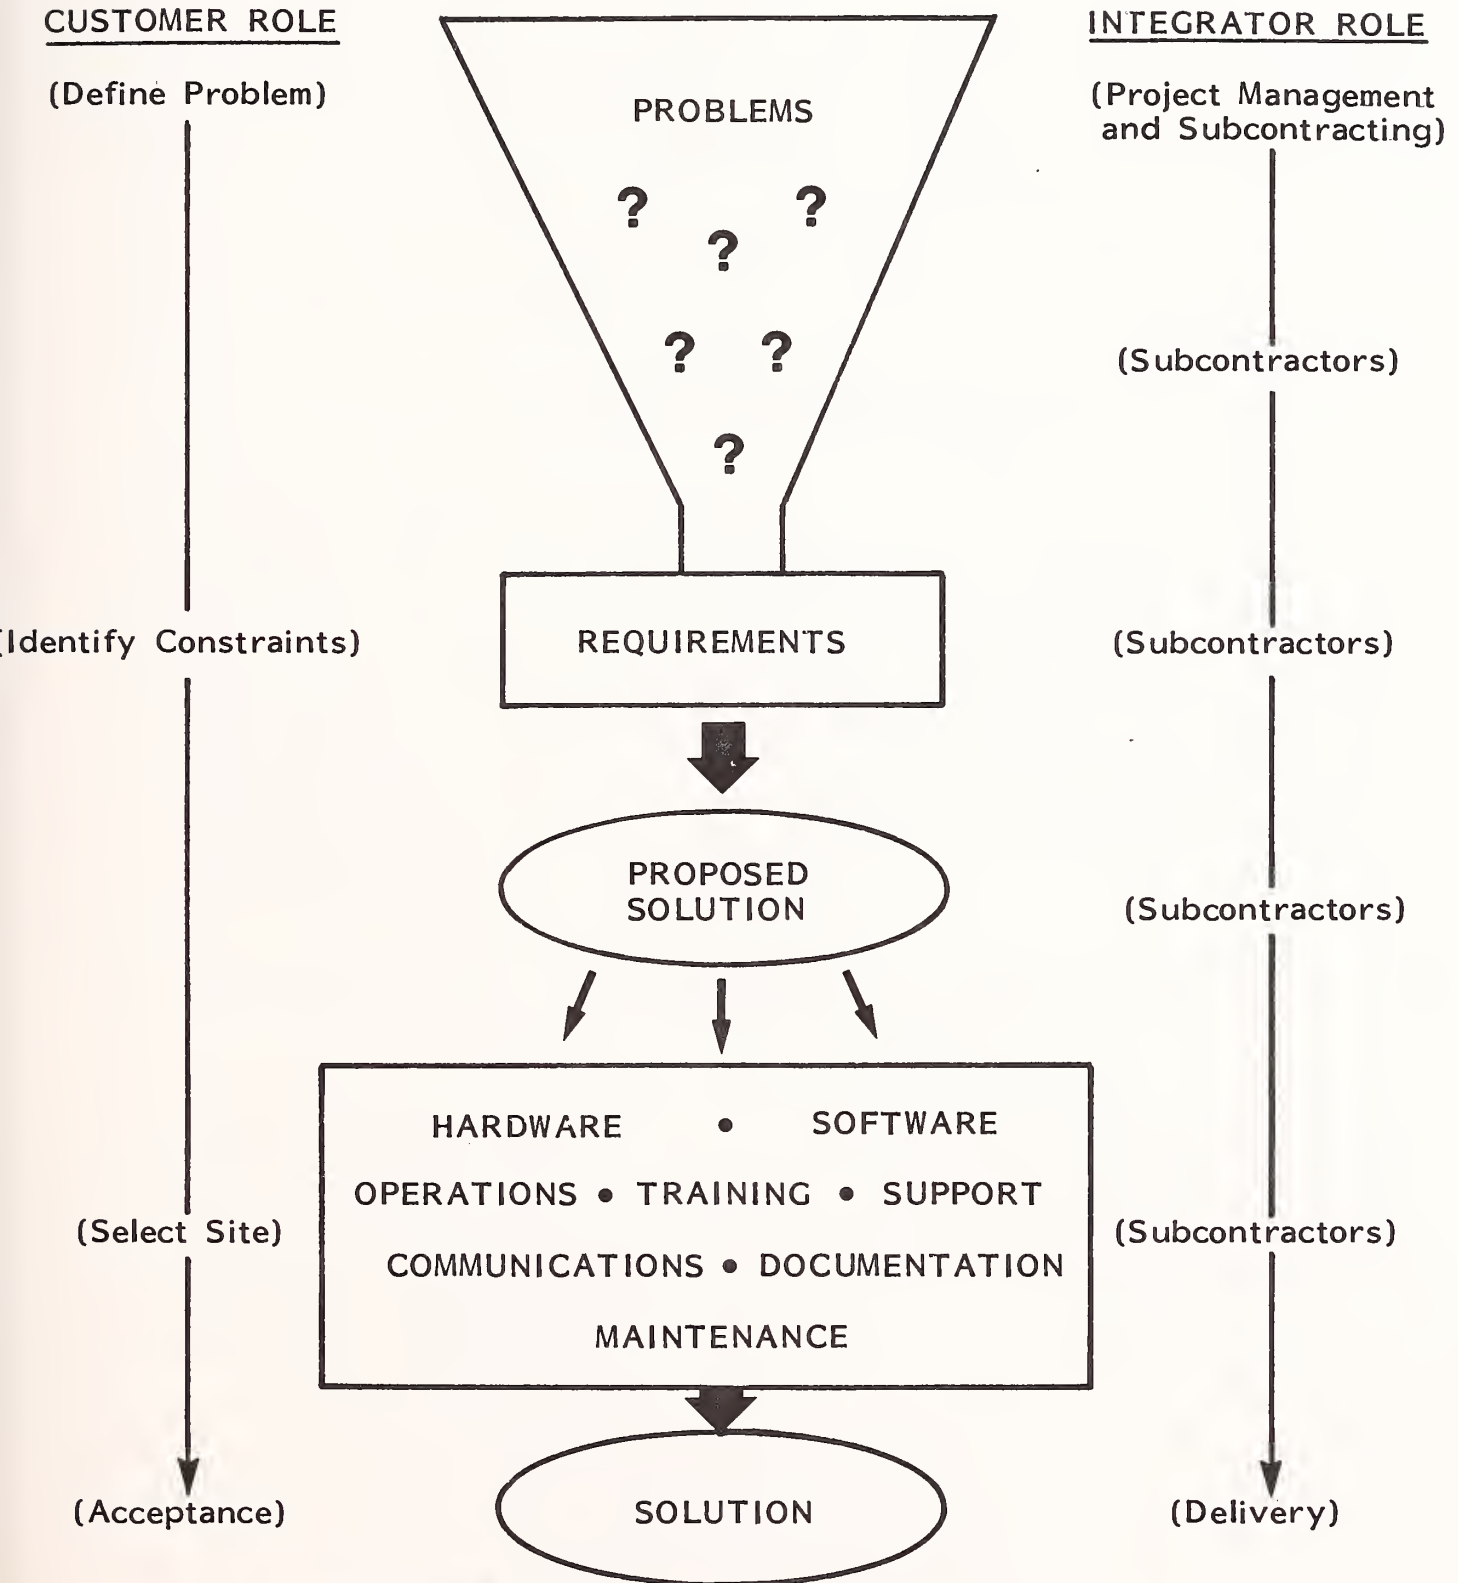 CUSTOMER ROLE
(Define Problem)
(Identify Constraints)
(Select Site)
(Acceptance)
PROBLEMS
?
?
?
?
?
?
REQUIREMENTS
PROPOSED
SOLUTION
HARDWARE • SOFTWARE
OPERATIONS • TRAINING • SUPPORT
COMMUNICATIONS • DOCUMENTATION
MAINTENANCE
SOLUTION
INTEGRATOR ROLE
(Project Management
and Subcontracting)
(Subcontractors)
(Subcontractors)
(Subcontractors)
(Subcontractors)
(Delivery)